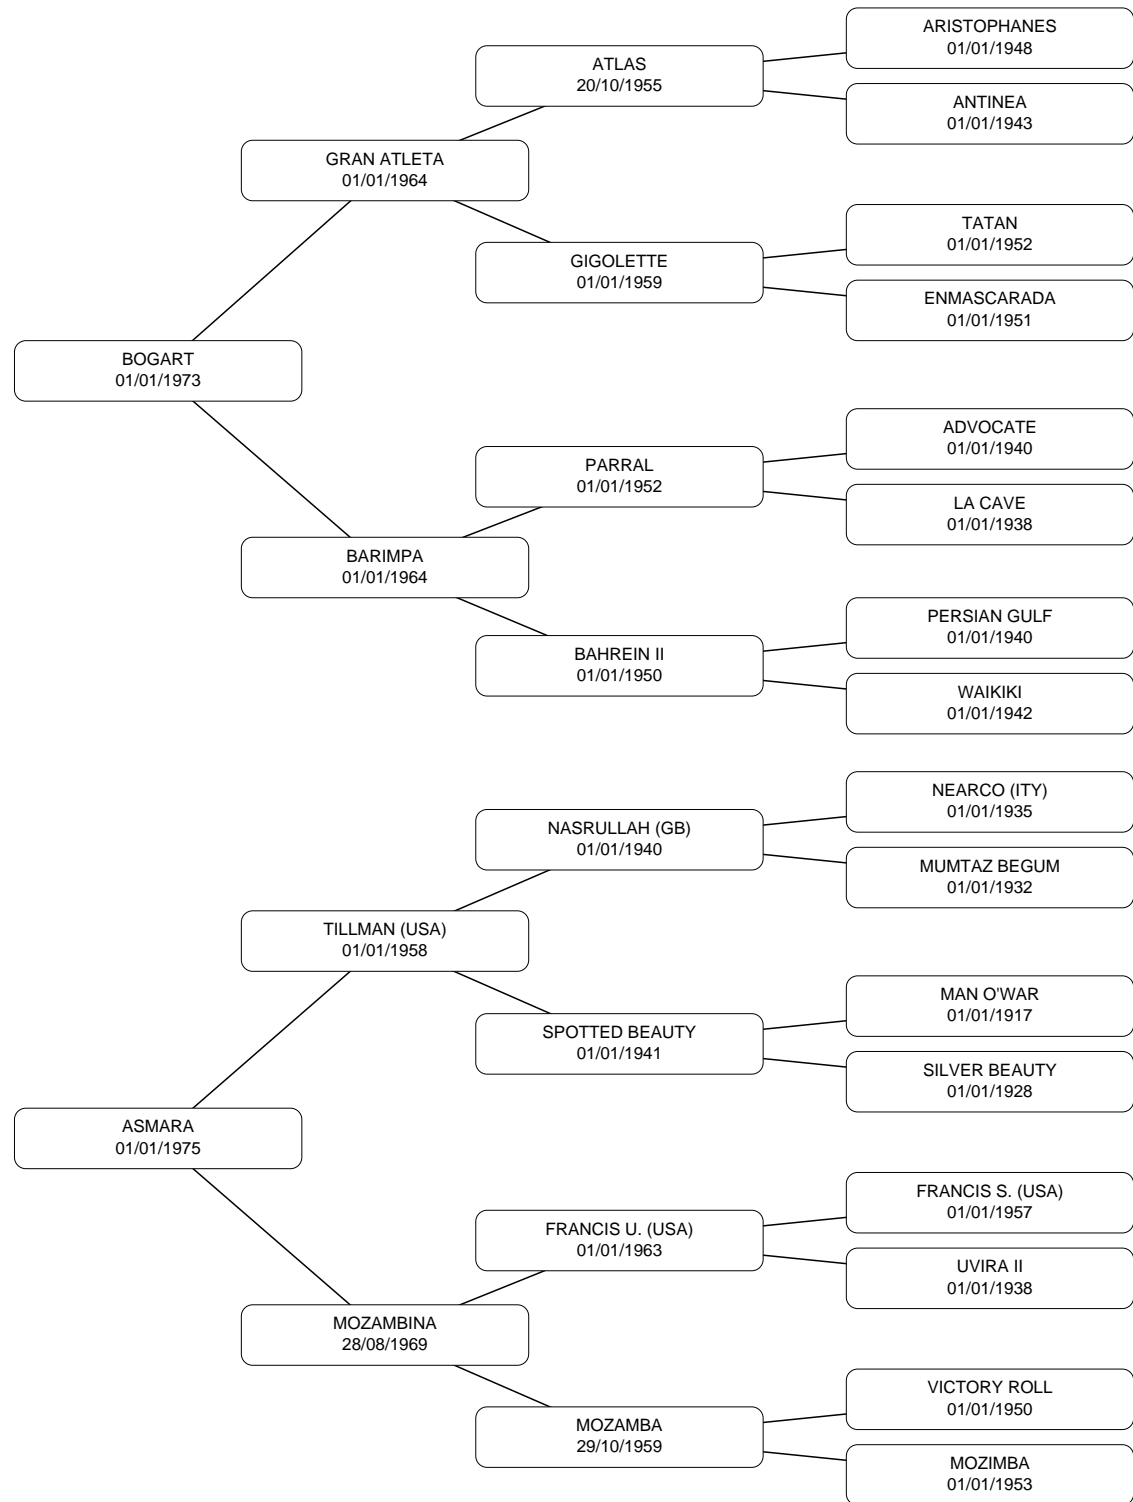 ARISTOPHANES
01/01/1948
ATLAS
20/10/1955
ANTINEA
01/01/1943
GRAN ATLETA
01/01/1964
TATAN
01/01/1952
GIGOLETTE
01/01/1959
ENMASCARADA
01/01/1951
BOGART
01/01/1973
ADVOCATE
01/01/1940
PARRAL
01/01/1952
LA CAVE
01/01/1938
BARIMPA
01/01/1964
PERSIAN GULF
01/01/1940
BAHREIN II
01/01/1950
WAIKIKI
01/01/1942
NEARCO (ITY)
01/01/1935
NASRULLAH (GB)
01/01/1940
MUMTAZ BEGUM
01/01/1932
TILLMAN (USA)
01/01/1958
MAN O'WAR
01/01/1917
SPOTTED BEAUTY
01/01/1941
SILVER BEAUTY
01/01/1928
ASMARA
01/01/1975
FRANCIS S. (USA)
01/01/1957
FRANCIS U. (USA)
01/01/1963
UVIRA II
01/01/1938
MOZAMBINA
28/08/1969
VICTORY ROLL
01/01/1950
MOZAMBA
29/10/1959
MOZIMBA
01/01/1953